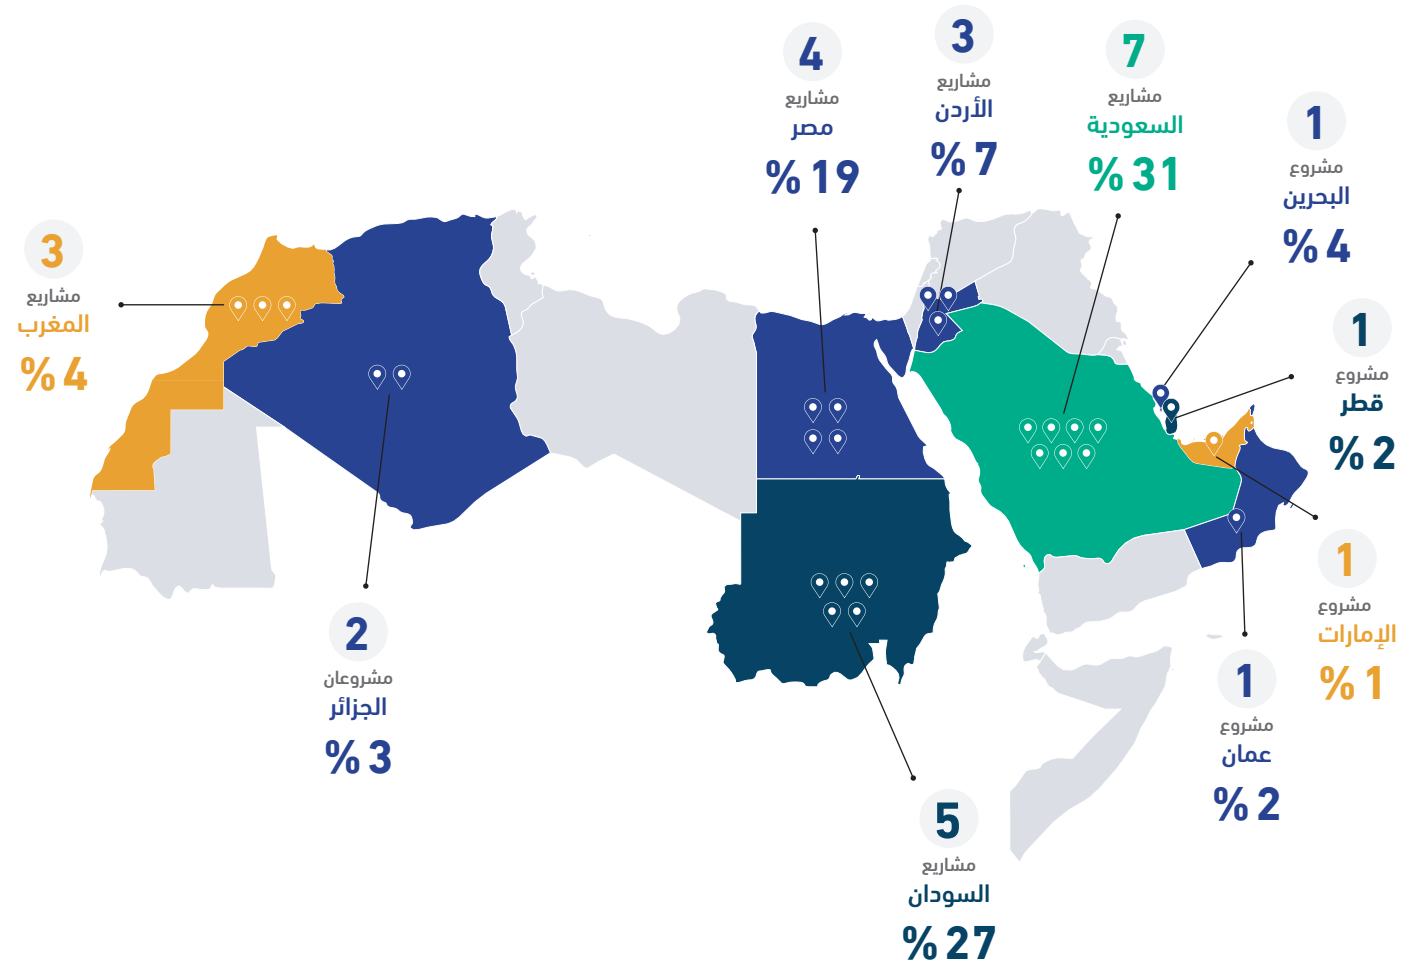 4
مشاريع
مصر
% 19
3
مشاريع
الأردن
% 7
7
مشاريع
السعودية
% 31
1
مشروع
البحرين
% 4
3
مشاريع
المغرب
% 4
1
مشروع
قطر
% 2
1
مشروع
الإمارات
% 1
2
مشروعان
الجزائر
% 3
1
مشروع
عمان
% 2
5
مشاريع
السودان
% 27